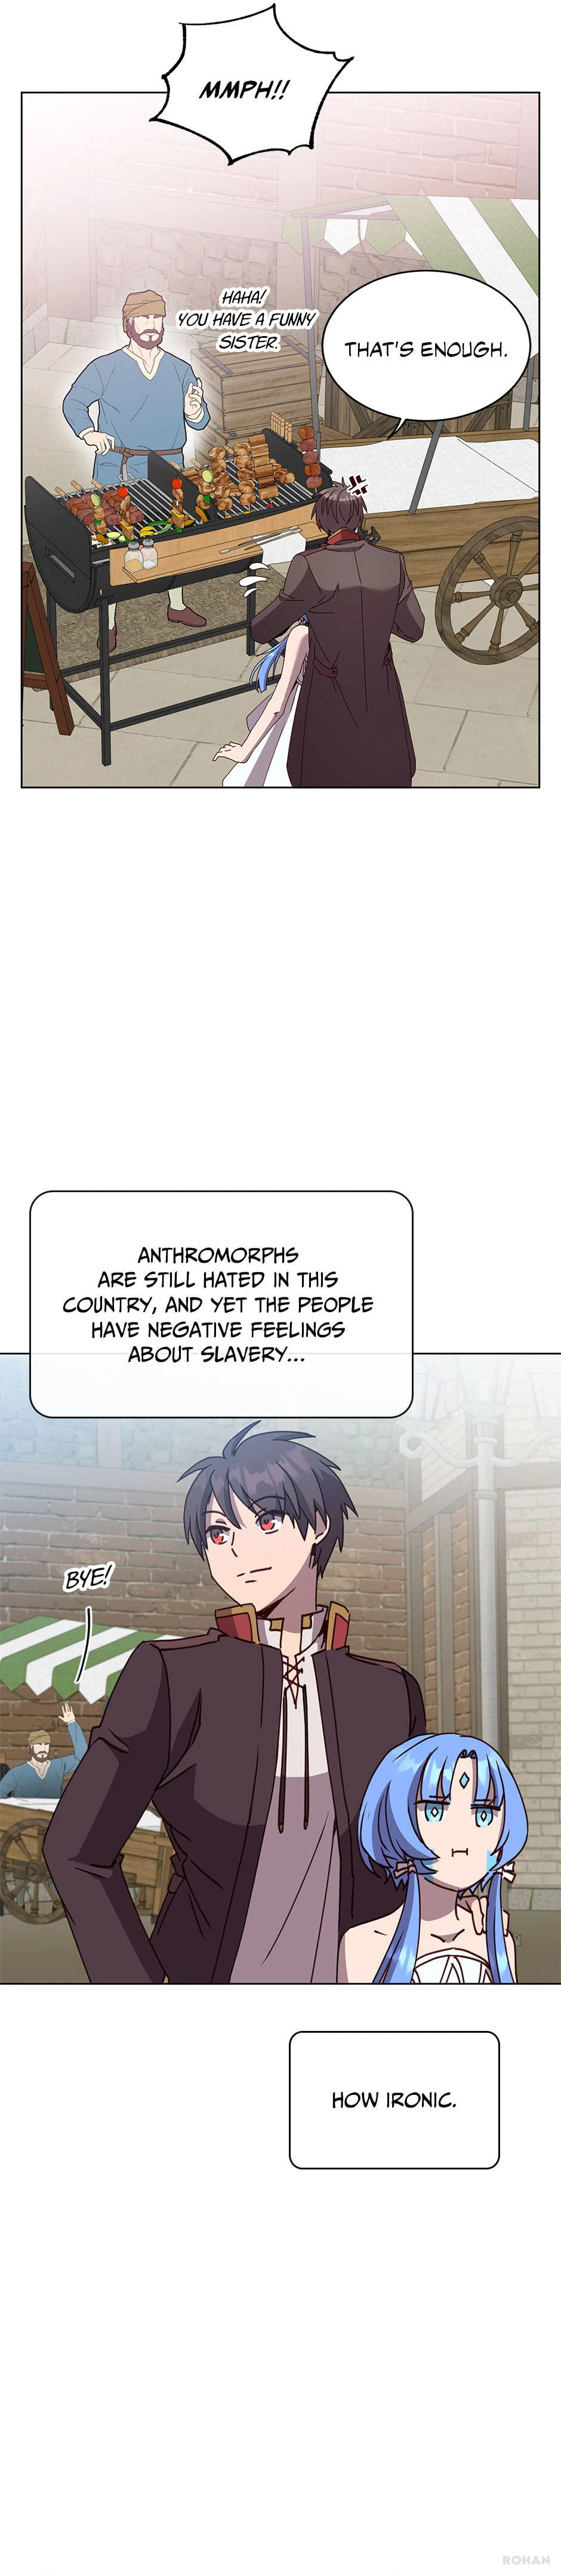 MMPH!!
HAHA!
YOU HAVE A FUNNY
SISTER.
THAT'S ENOUGH.
ANTHROMORPHS
ARE STILL HATED IN THIS
COUNTRY, AND YET THE PEOPLE
HAVE NEGATIVE FEELINGS
ABOUT SLAVERY...
BYE!
HOW IRONIC.
ROHAN